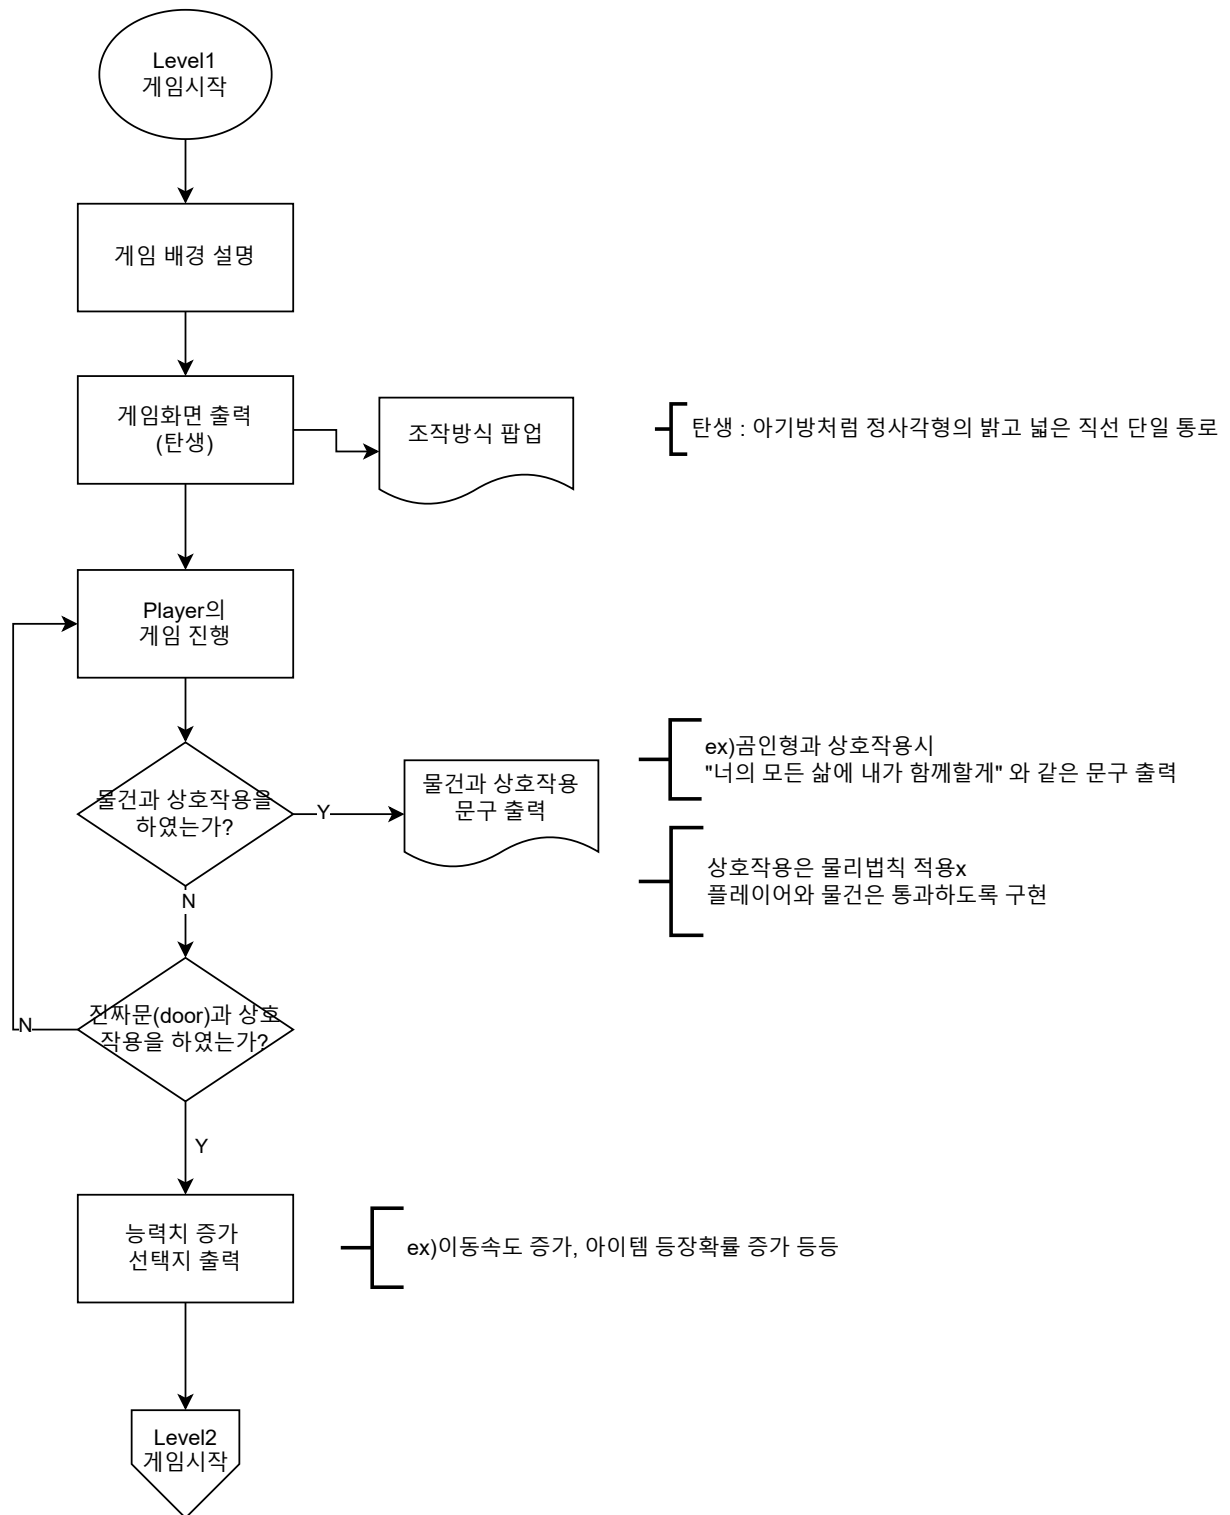 Level1
게임시작
게임 배경 설명
게임화면 출력
(탄생)
조작방식 팝업
탄생 : 아기방처럼 정사각형의 밝고 넓은 직선 단일 통로
Player의
게임 진행
물건과 상호작용을
하였는가?
Y
물건과 상호작용
문구 출력
ex)곰인형과 상호작용시
"너의 모든 삶에 내가 함께할게" 와 같은 문구 출력
상호작용은 물리법칙 적용x
플레이어와 물건은 통과하도록 구현
N
진짜문(door)과 상호
작용을 하였는가?
N
Y
능력치 증가
선택지 출력
ex)이동속도 증가, 아이템 등장확률 증가 등등
Level2
게임시작